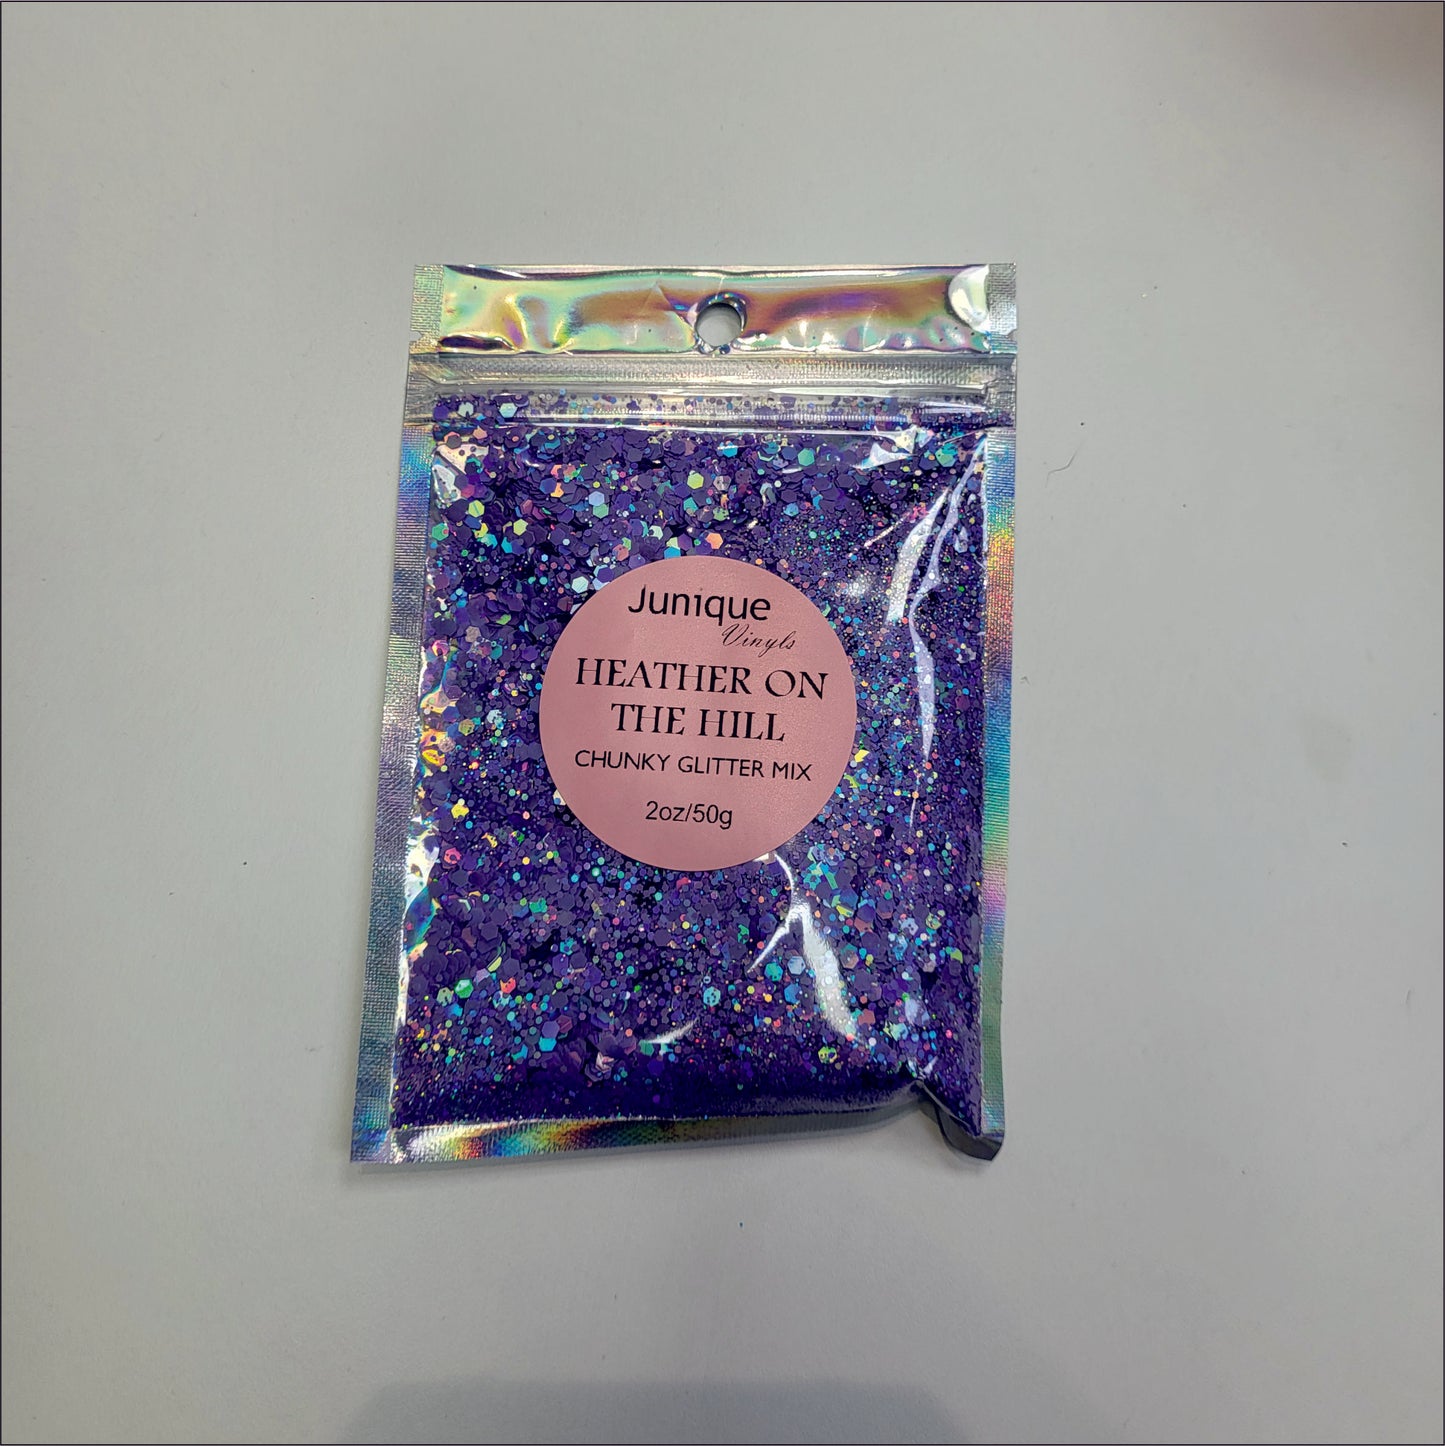 Junique
Vinyls
HEATHER ON
THE HILL
CHUNKY GLITTER MIX
2oz/50g